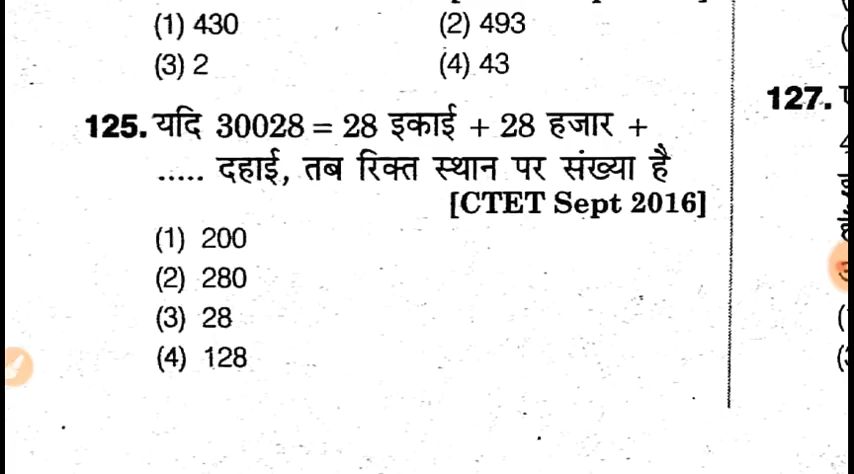 (1) 430 (2) 493
(3) 2 (4) 43
125. यदि 30028 = 28 इकाई + 28 हजार +
..... दहाई, तब रिक्त स्थान पर संख्या है
[CTET Sept 2016]
(1) 200
(2) 280
(3) 28
(4) 128
127.